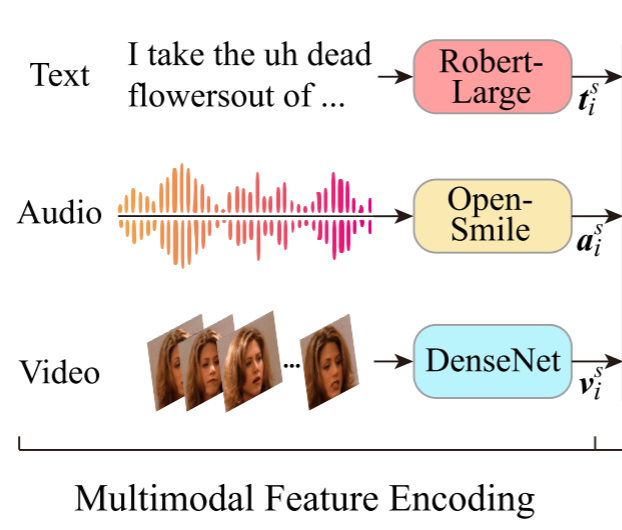 Text
I take the uh dead
flowersout of ...
Robert-
Large
t_i^s
Audio
Open-
Smile
a_i^s
Video
...
DenseNet
v_i^s
Multimodal Feature Encoding